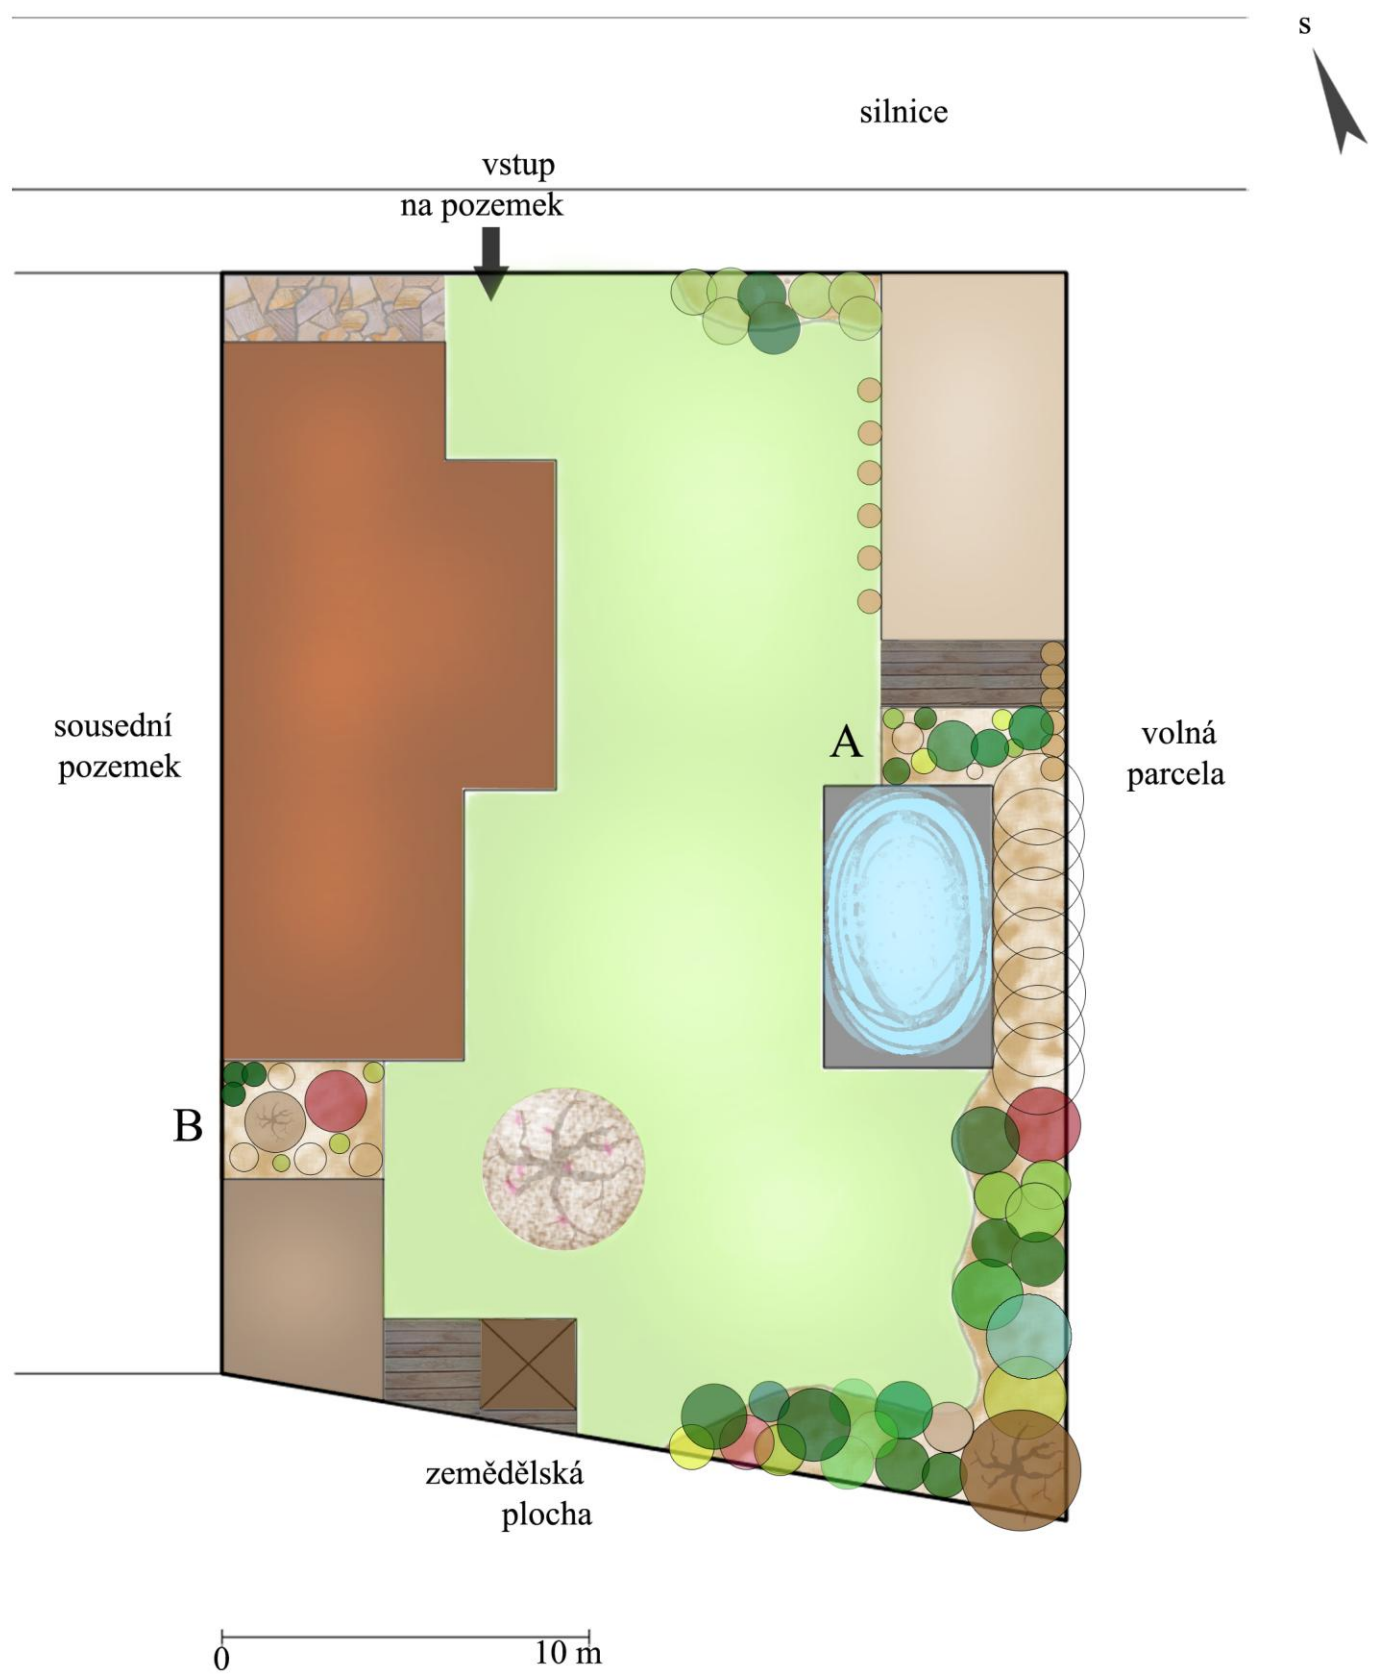 s
silnice
vstup
na pozemek
sousední
pozemek
A
volná
parcela
B
zemědělská
plocha
0
10 m